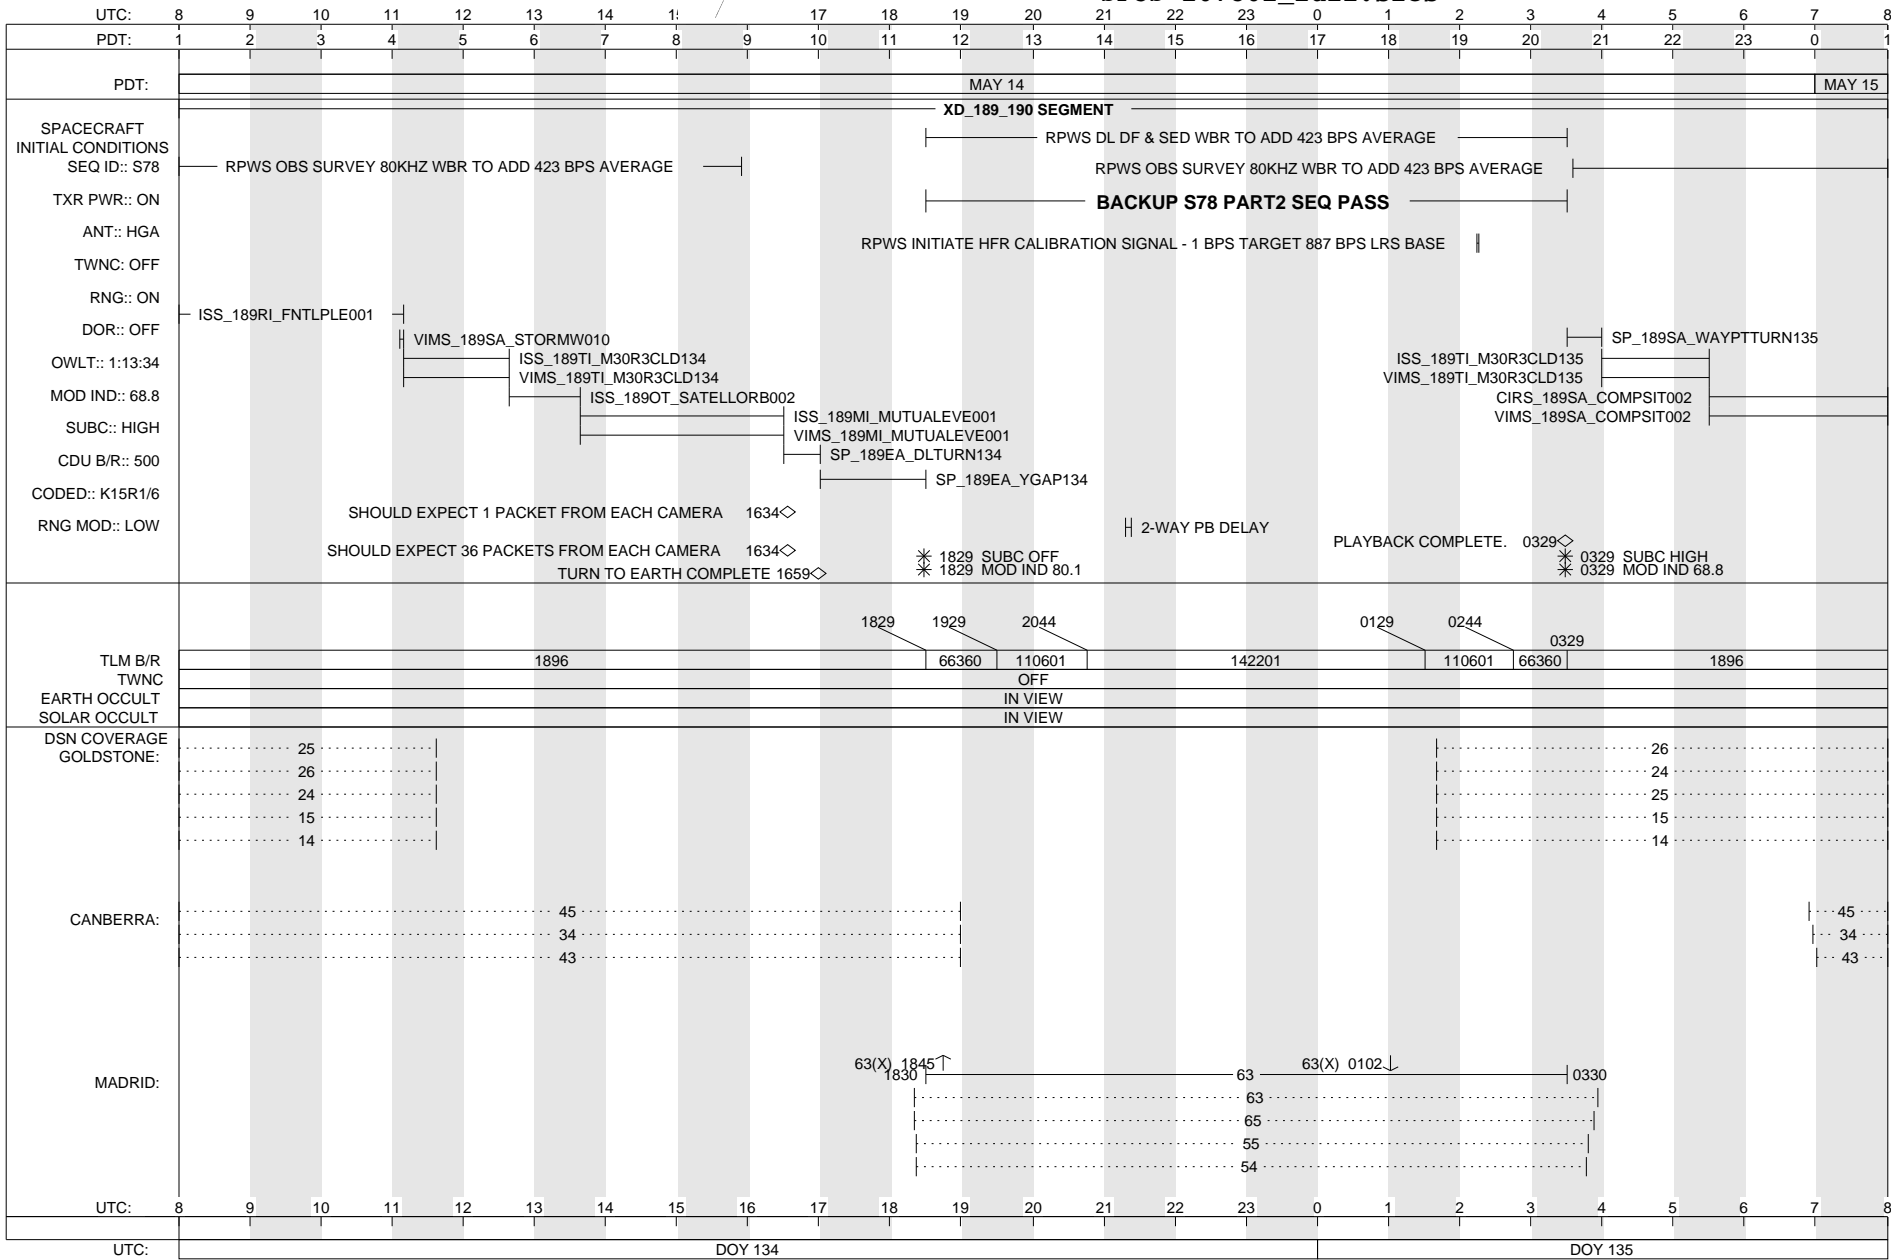 UTC: 8 9 10 11 12 13 14 17 18 19 20 21 22 23 0 1 2 3 4 5 6 7 8
PDT: 1 2 3 4 5 6 7 8 9 10 11 12 13 14 15 16 17 18 19 20 21 22 23 0 1
PDT: MAY 14 MAY 15
XD_189_190 SEGMENT
SPACECRAFT
INITIAL CONDITIONS
RPWS DL DF & SED WBR TO ADD 423 BPS AVERAGE
SEQ ID:: S78
RPWS OBS SURVEY 80KHZ WBR TO ADD 423 BPS AVERAGE
RPWS OBS SURVEY 80KHZ WBR TO ADD 423 BPS AVERAGE
TXR PWR:: ON
BACKUP S78 PART2 SEQ PASS
ANT:: HGA
RPWS INITIATE HFR CALIBRATION SIGNAL - 1 BPS TARGET 887 BPS LRS BASE
TWNC: OFF
RNG:: ON
ISS_189RI_FNTLPLE001
DOR:: OFF
VIMS_189SA_STORMW010
SP_189SA_WAYPTTURN135
OWLT:: 1:13:34
ISS_189TI_M30R3CLD134
ISS_189TI_M30R3CLD135
VIMS_189TI_M30R3CLD134
VIMS_189TI_M30R3CLD135
MOD IND:: 68.8
ISS_189OT_SATELLORB002
CIRS_189SA_COMPSIT002
ISS_189MI_MUTUALEVE001
VIMS_189SA_COMPSIT002
SUBC:: HIGH
VIMS_189MI_MUTUALEVE001
CDU B/R:: 500
SP_189EA_DLTURN134
SP_189EA_YGAP134
CODED:: K15R1/6
SHOULD EXPECT 1 PACKET FROM EACH CAMERA 1634
RNG MOD:: LOW
2-WAY PB DELAY
PLAYBACK COMPLETE. 0329
SHOULD EXPECT 36 PACKETS FROM EACH CAMERA 1634
1829 SUBC OFF
0329 SUBC HIGH
TURN TO EARTH COMPLETE 1659
1829 MOD IND 80.1
0329 MOD IND 68.8
1829 1929 2044 0129 0244 0329
TLM B/R 1896 66360 110601 142201 110601 66360 1896
TWNC OFF
EARTH OCCULT IN VIEW
SOLAR OCCULT IN VIEW
DSN COVERAGE
GOLDSTONE:
25 26
26 24
24 25
15 15
14 14
CANBERRA:
45 45
34 34
43 43
MADRID:
63(X) 1845 63(X) 0102
1830 63 0330
63
65
55
54
UTC: 8 9 10 11 12 13 14 15 16 17 18 19 20 21 22 23 0 1 2 3 4 5 6 7 8
UTC: DOY 134 DOY 135